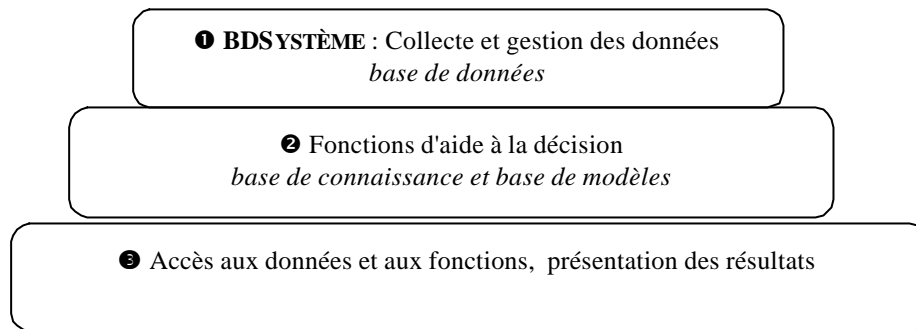 ❶ BDSYSTÈME : Collecte et gestion des données
base de données
❷ Fonctions d'aide à la décision
base de connaissance et base de modèles
❸ Accès aux données et aux fonctions, présentation des résultats